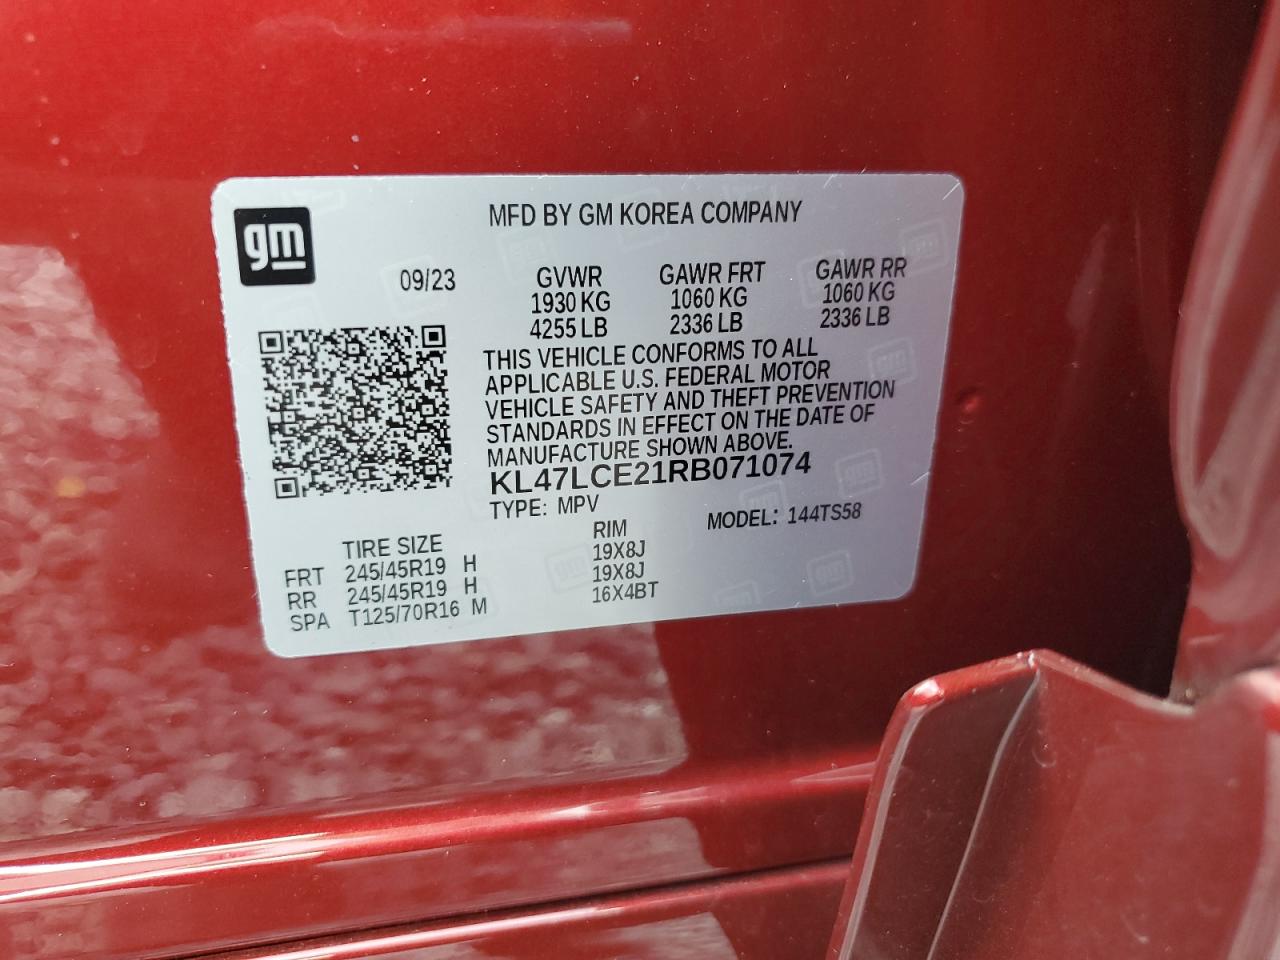 gm
MFD BY GM KOREA COMPANY
09/23
GVWR
1930 KG
4255 LB
GAWR FRT
1060 KG
2336 LB
GAWR RR
1060 KG
2336 LB
THIS VEHICLE CONFORMS TO ALL
APPLICABLE U.S. FEDERAL MOTOR
VEHICLE SAFETY AND THEFT PREVENTION
STANDARDS IN EFFECT ON THE DATE OF
MANUFACTURE SHOWN ABOVE.
KL47LCE21RB071074
TYPE: MPV
MODEL: 144TS58
TIRE SIZE RIM
FRT 245/45R19 H 19X8J
RR 245/45R19 H 19X8J
SPA T125/70R16 M 16X4BT